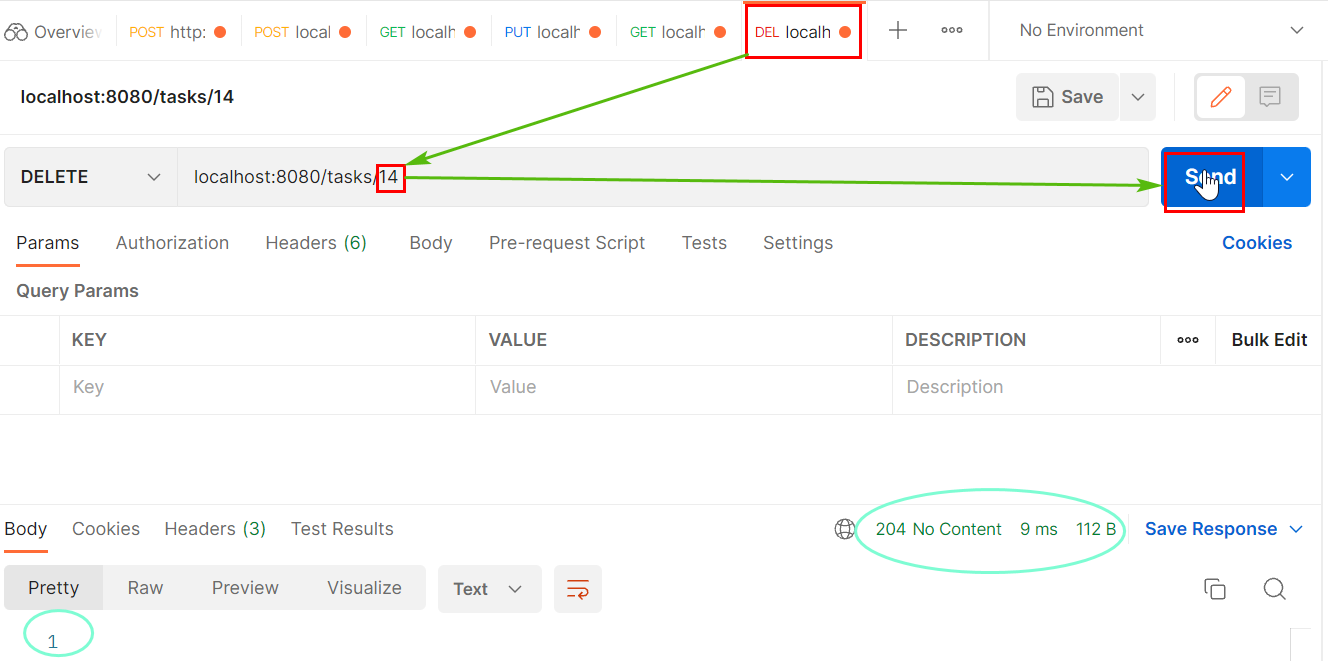 Overview POST http: POST local GET localh PUT localh GET localh DEL localh No Environment
localhost:8080/tasks/14 Save
DELETE localhost:8080/tasks/14 Send
Params Authorization Headers (6) Body Pre-request Script Tests Settings Cookies
Query Params
KEY VALUE DESCRIPTION Bulk Edit
Key Value Description
Body Cookies Headers (3) Test Results 204 No Content 9 ms 112 B Save Response
Pretty Raw Preview Visualize Text
1